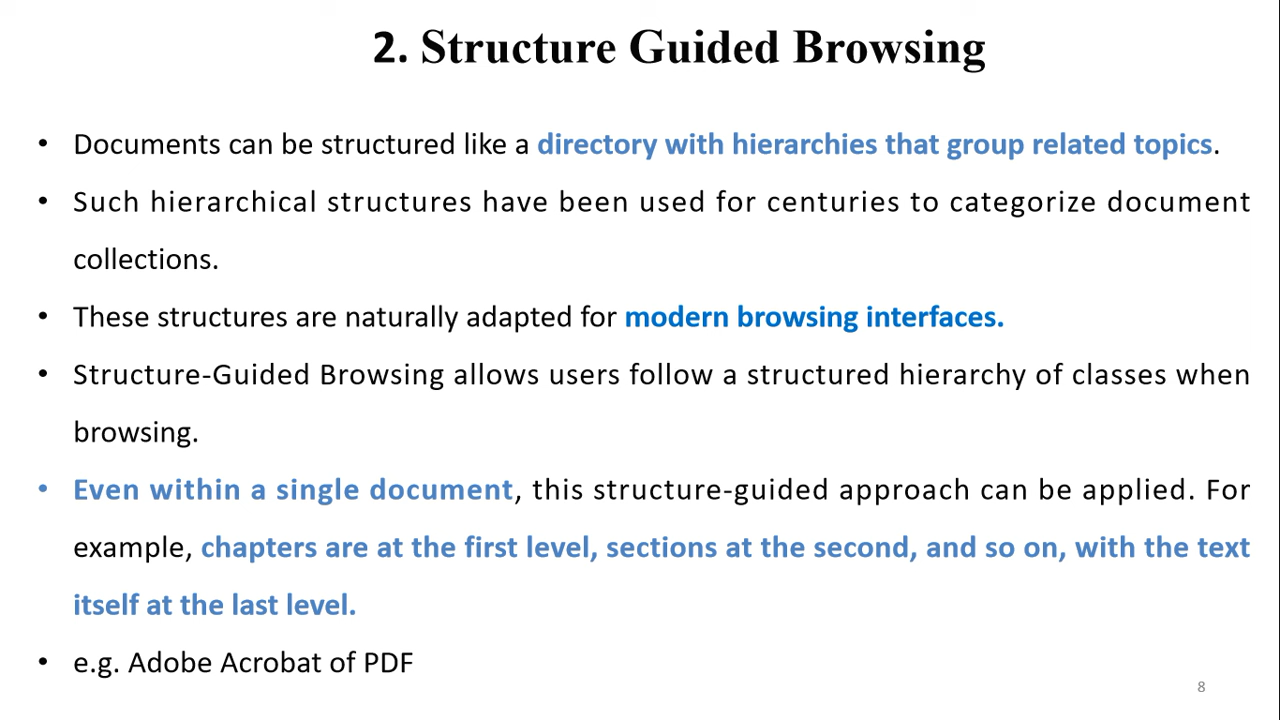 2. Structure Guided Browsing
• Documents can be structured like a directory with hierarchies that group related topics.
• Such hierarchical structures have been used for centuries to categorize document
collections.
• These structures are naturally adapted for modern browsing interfaces.
• Structure-Guided Browsing allows users follow a structured hierarchy of classes when
browsing.
• Even within a single document, this structure-guided approach can be applied. For
example, chapters are at the first level, sections at the second, and so on, with the text
itself at the last level.
• e.g. Adobe Acrobat of PDF
8